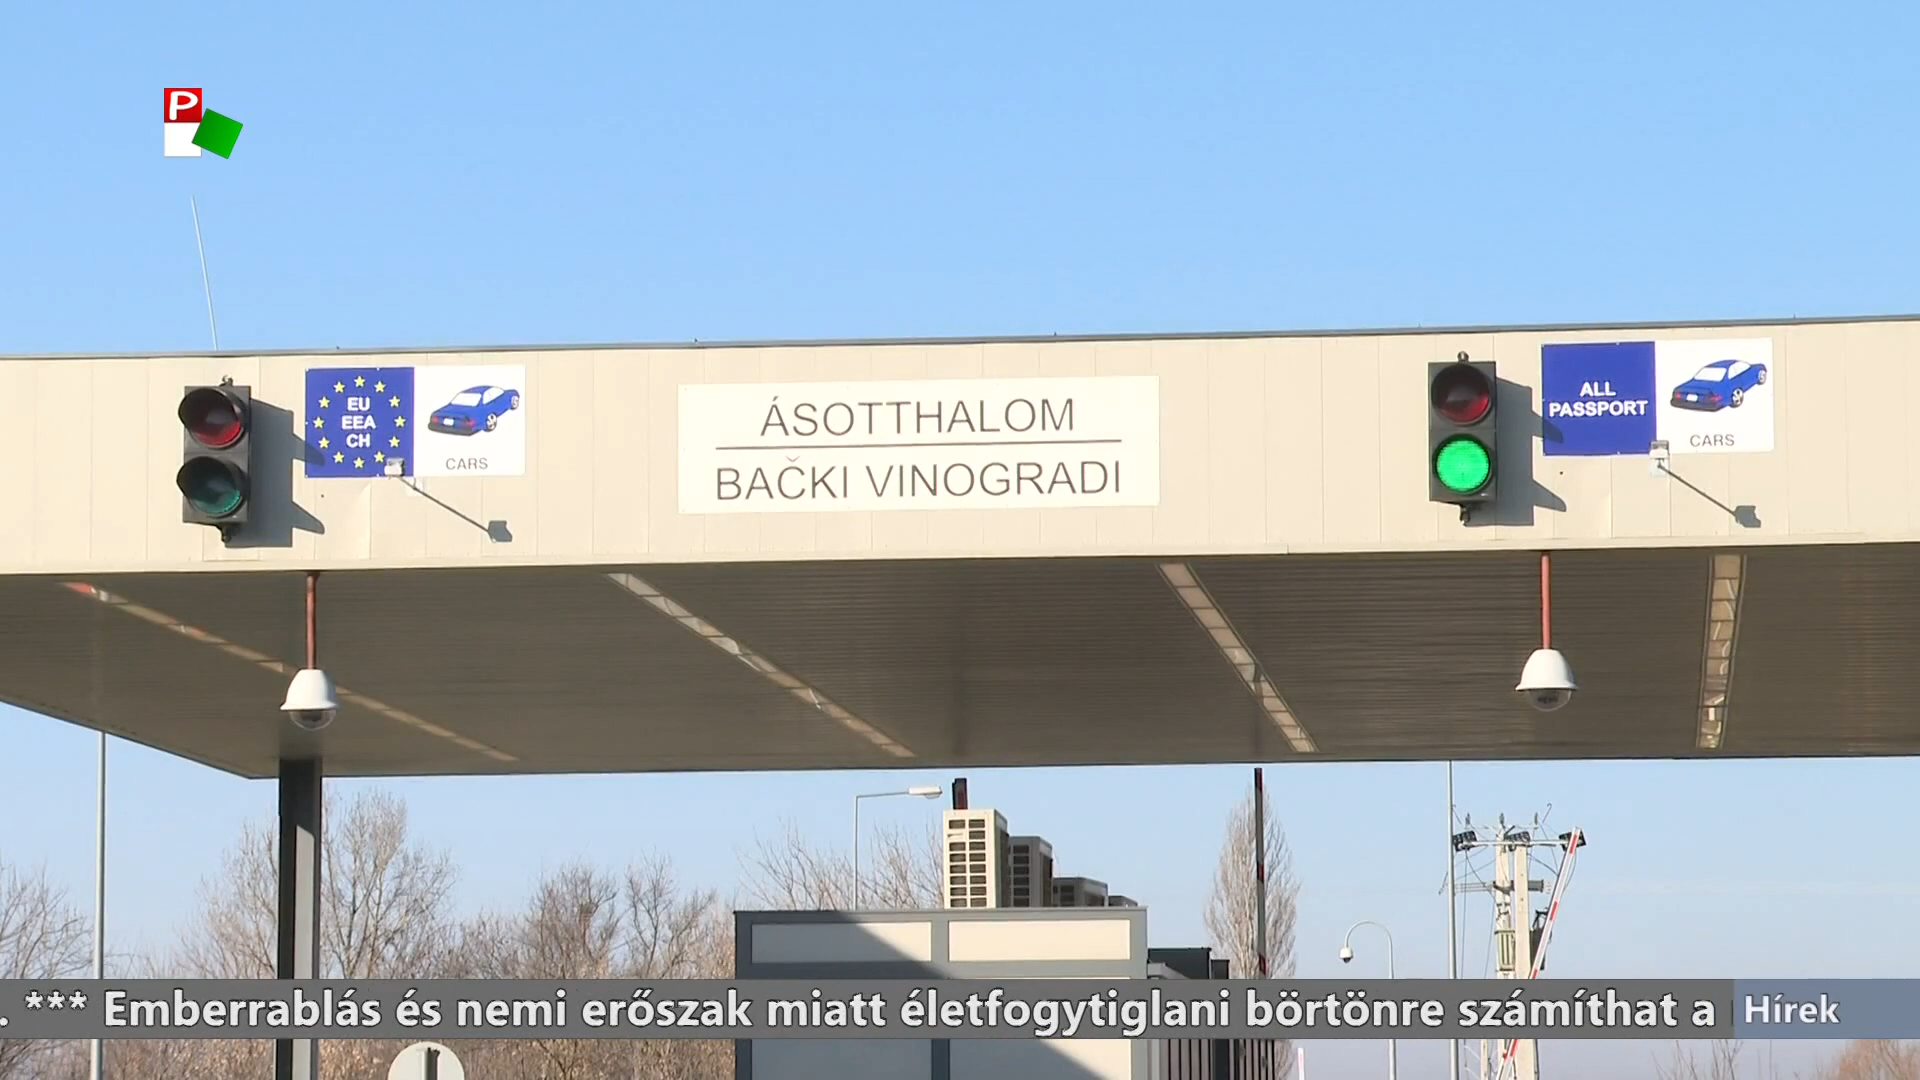 P
EU
EEA
CH
CARS
ÁSOTTHALOM
BAČKI VINOGRADI
ALL
PASSPORT
CARS
. *** Emberrablás és nemi erőszak miatt életfogytiglani börtönre számíthat a
Hírek